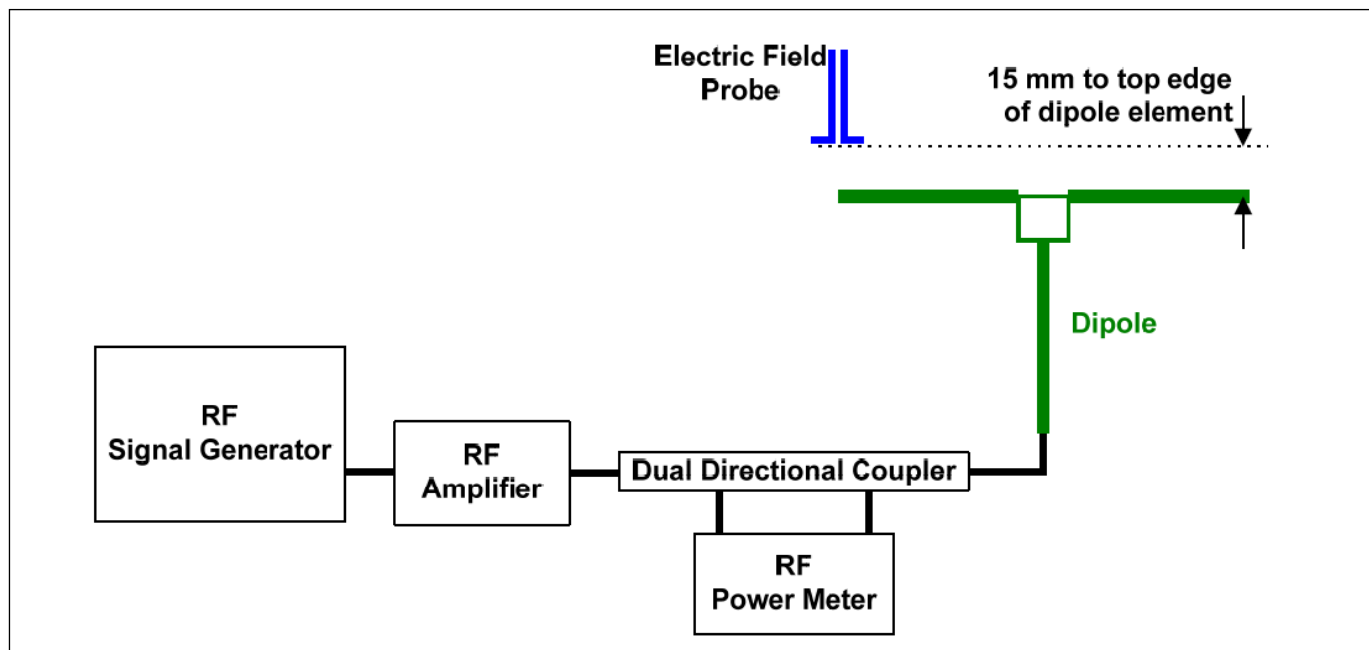 Electric Field
Probe
15 mm to top edge
of dipole element
Dipole
RF
Signal Generator
RF
Amplifier
Dual Directional Coupler
RF
Power Meter